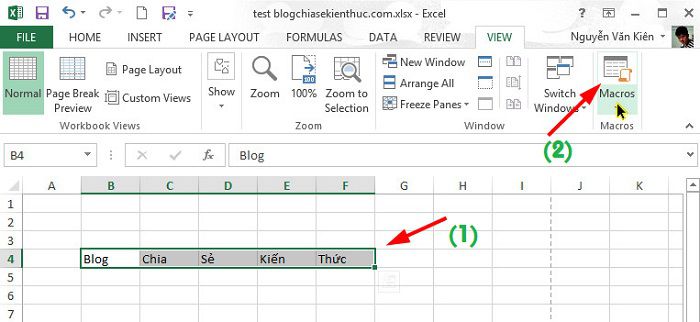 test blogchiasekienthuc.com.xlsx - Excel
FILE HOME INSERT PAGE LAYOUT FORMULAS DATA REVIEW VIEW Nguyễn Văn Kiên
Normal
Page Break
Preview
Page Layout
Custom Views
Workbook Views
Show
Zoom
100%
Zoom to
Selection
Zoom
New Window
Arrange All
Freeze Panes
Switch
Windows
Window
Macros
Macros
(2)
B4 fx Blog
A B C D E F G H I J K
1
2
3
(1)
4 Blog Chia Sẻ Kiến Thức
5
6
7